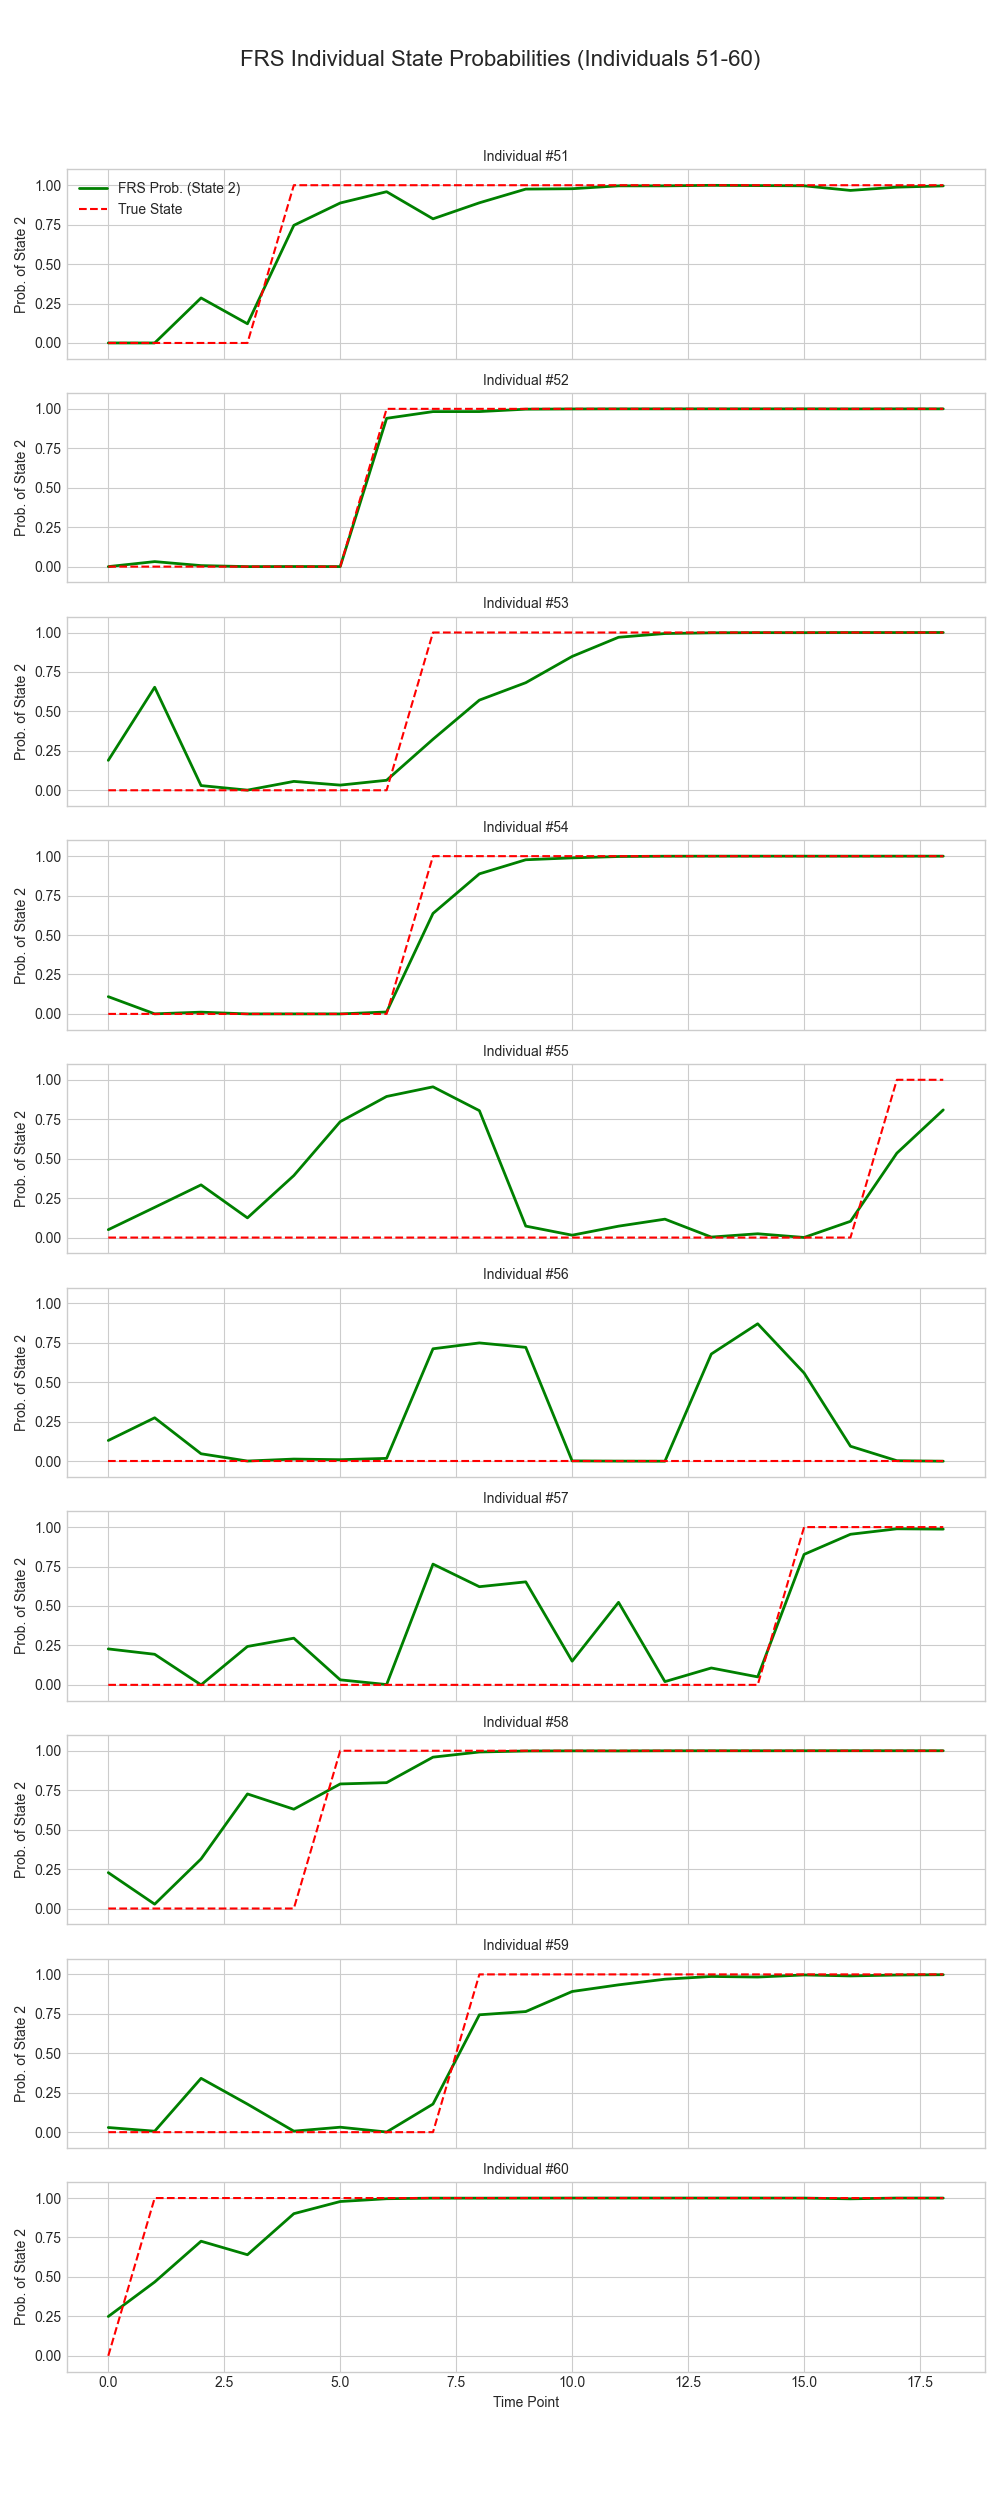 FRS Individual State Probabilities (Individuals 51-60)
Individual #51
FRS Prob. (State 2)
True State
1.00
0.75
0.50
0.25
0.00
Prob. of State 2
Individual #52
1.00
0.75
0.50
0.25
0.00
Prob. of State 2
Individual #53
1.00
0.75
0.50
0.25
0.00
Prob. of State 2
Individual #54
1.00
0.75
0.50
0.25
0.00
Prob. of State 2
Individual #55
1.00
0.75
0.50
0.25
0.00
Prob. of State 2
Individual #56
1.00
0.75
0.50
0.25
0.00
Prob. of State 2
Individual #57
1.00
0.75
0.50
0.25
0.00
Prob. of State 2
Individual #58
1.00
0.75
0.50
0.25
0.00
Prob. of State 2
Individual #59
1.00
0.75
0.50
0.25
0.00
Prob. of State 2
Individual #60
1.00
0.75
0.50
0.25
0.00
Prob. of State 2
0.0 2.5 5.0 7.5 10.0 12.5 15.0 17.5
Time Point